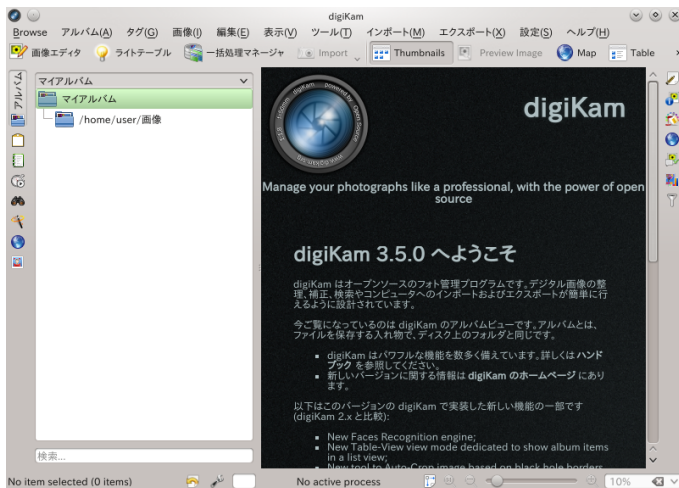 digiKam
Browse アルバム(A) タグ(G) 画像(I) 編集(E) 表示(V) ツール(T) インポート(M) エクスポート(X) 設定(S) ヘルプ(H)
画像エディタ ライトテーブル 一括処理マネージャ Import Thumbnails Preview Image Map Table
アルバム
マイアルバム
マイアルバム
/home/user/画像
digiKam
Manage your photographs like a professional, with the power of open
source
digiKam 3.5.0 へようこそ
digiKam はオープンソースのフォト管理プログラムです。デジタル画像の整
理、補正、検索やコンピュータへのインポートおよびエクスポートが簡単に行
えるように設計されています。
今ご覧になっているのは digiKam のアルバムビューです。アルバムとは、
ファイルを保存する入れ物で、ディスク上のフォルダと同じです。
digiKam はパワフルな機能を数多く備えています。詳しくは ハンド
ブック を参照してください。
新しいバージョンに関する情報は digiKam のホームページ にあり
ます。
以下はこのバージョンの digiKam で実装した新しい機能の一部です
(digiKam 2.x と比較):
New Faces Recognition engine;
New Table-View view mode dedicated to show album items
in a list view;
New tool to Auto-Crop image based on black hole borders
検索...
No item selected (0 items) No active process 10%